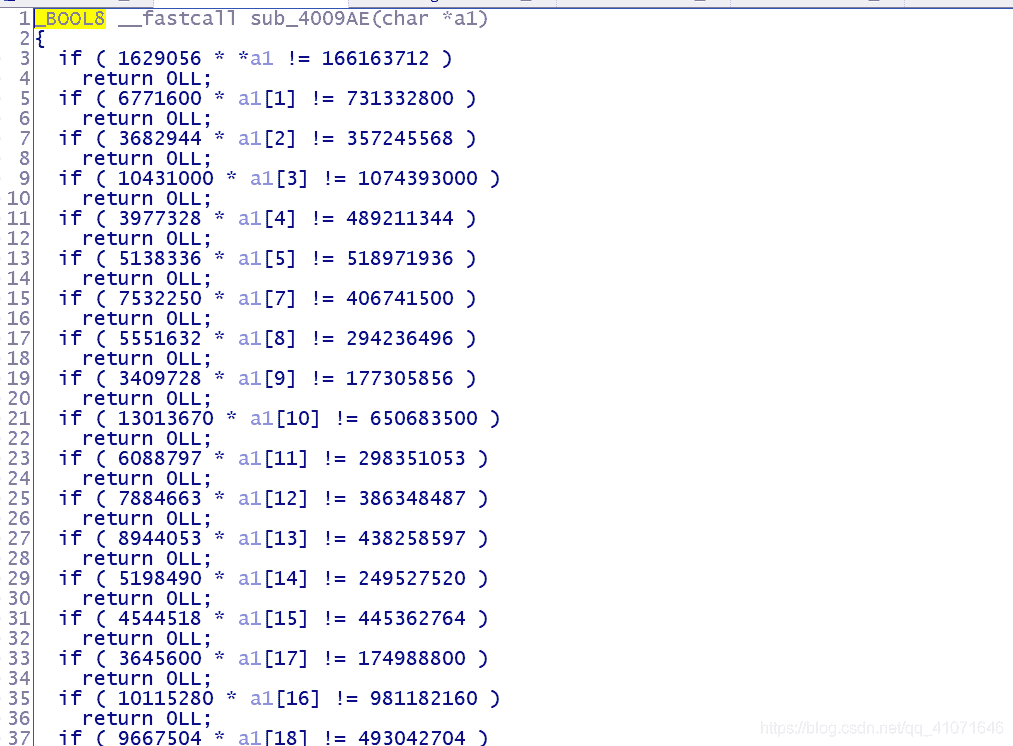 1 _BOOL8 __fastcall sub_4009AE(char *a1)
2 {
3 if ( 1629056 * *a1 != 166163712 )
4 return 0LL;
5 if ( 6771600 * a1[1] != 731332800 )
6 return 0LL;
7 if ( 3682944 * a1[2] != 357245568 )
8 return 0LL;
9 if ( 10431000 * a1[3] != 1074393000 )
10 return 0LL;
11 if ( 3977328 * a1[4] != 489211344 )
12 return 0LL;
13 if ( 5138336 * a1[5] != 518971936 )
14 return 0LL;
15 if ( 7532250 * a1[7] != 406741500 )
16 return 0LL;
17 if ( 5551632 * a1[8] != 294236496 )
18 return 0LL;
19 if ( 3409728 * a1[9] != 177305856 )
20 return 0LL;
21 if ( 13013670 * a1[10] != 650683500 )
22 return 0LL;
23 if ( 6088797 * a1[11] != 298351053 )
24 return 0LL;
25 if ( 7884663 * a1[12] != 386348487 )
26 return 0LL;
27 if ( 8944053 * a1[13] != 438258597 )
28 return 0LL;
29 if ( 5198490 * a1[14] != 249527520 )
30 return 0LL;
31 if ( 4544518 * a1[15] != 445362764 )
32 return 0LL;
33 if ( 3645600 * a1[17] != 174988800 )
34 return 0LL;
35 if ( 10115280 * a1[16] != 981182160 )
36 return 0LL;
37 if ( 9667504 * a1[18] != 493042704 )
https://blog.csdn.net/qq_41071646